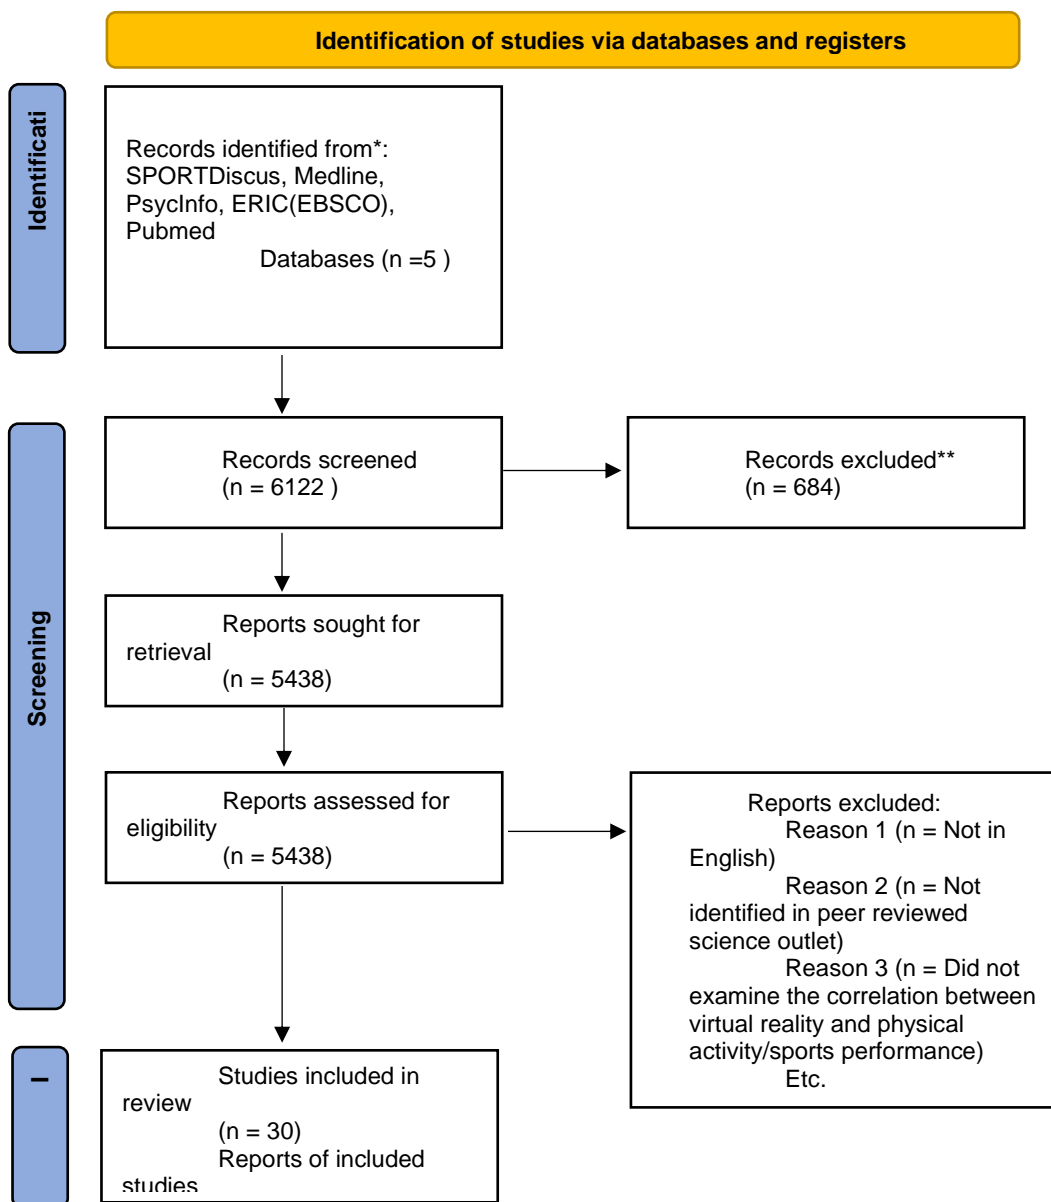 Identification of studies via databases and registers
Identificati
Records identified from*:
SPORTDiscus, Medline,
PsycInfo, ERIC(EBSCO),
Pubmed
Databases (n =5 )
Screening
Records screened
(n = 6122 )
Records excluded**
(n = 684)
Reports sought for
retrieval
(n = 5438)
Reports assessed for
eligibility
(n = 5438)
Reports excluded:
Reason 1 (n = Not in
English)
Reason 2 (n = Not
identified in peer reviewed
science outlet)
Reason 3 (n = Did not
examine the correlation between
virtual reality and physical
activity/sports performance)
Etc.
I
Studies included in
review
(n = 30)
Reports of included
studies